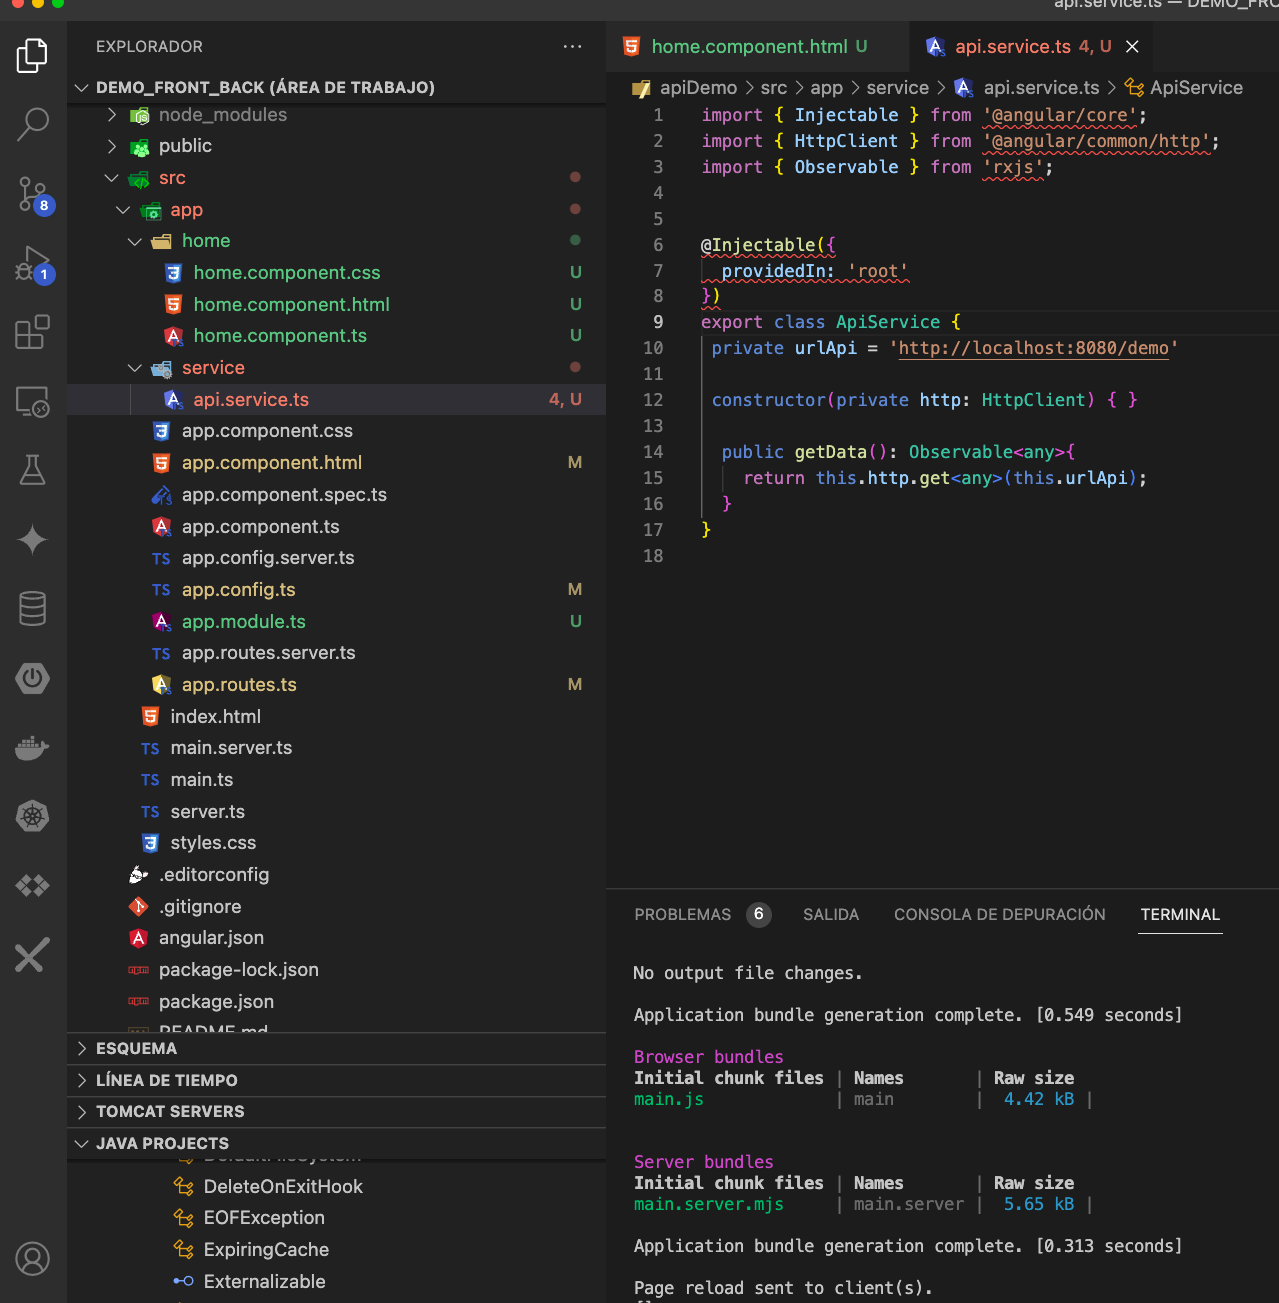 api.service.ts — DEMO_FRO
EXPLORADOR
DEMO_FRONT_BACK (ÁREA DE TRABAJO)
node_modules
public
src
app
home
home.component.css U
home.component.html U
home.component.ts U
service
api.service.ts 4, U
app.component.css
app.component.html M
app.component.spec.ts
app.component.ts
app.config.server.ts
app.config.ts M
app.module.ts U
app.routes.server.ts
app.routes.ts M
index.html
main.server.ts
main.ts
server.ts
styles.css
.editorconfig
.gitignore
angular.json
package-lock.json
package.json
README.md
ESQUEMA
LÍNEA DE TIEMPO
TOMCAT SERVERS
JAVA PROJECTS
DefaultFileSystem
DeleteOnExitHook
EOFException
ExpiringCache
Externalizable
8
1
home.component.html U
api.service.ts 4, U
apiDemo > src > app > service > api.service.ts > ApiService
1 import { Injectable } from '@angular/core';
2 import { HttpClient } from '@angular/common/http';
3 import { Observable } from 'rxjs';
4
5
6 @Injectable({
7 providedIn: 'root'
8 })
9 export class ApiService {
10 private urlApi = 'http://localhost:8080/demo'
11
12 constructor(private http: HttpClient) { }
13
14 public getData(): Observable<any>{
15 return this.http.get<any>(this.urlApi);
16 }
17 }
18
PROBLEMAS 6 SALIDA CONSOLA DE DEPURACIÓN TERMINAL
No output file changes.
Application bundle generation complete. [0.549 seconds]
Browser bundles
Initial chunk files | Names | Raw size
main.js | main | 4.42 kB |
Server bundles
Initial chunk files | Names | Raw size
main.server.mjs | main.server | 5.65 kB |
Application bundle generation complete. [0.313 seconds]
Page reload sent to client(s).